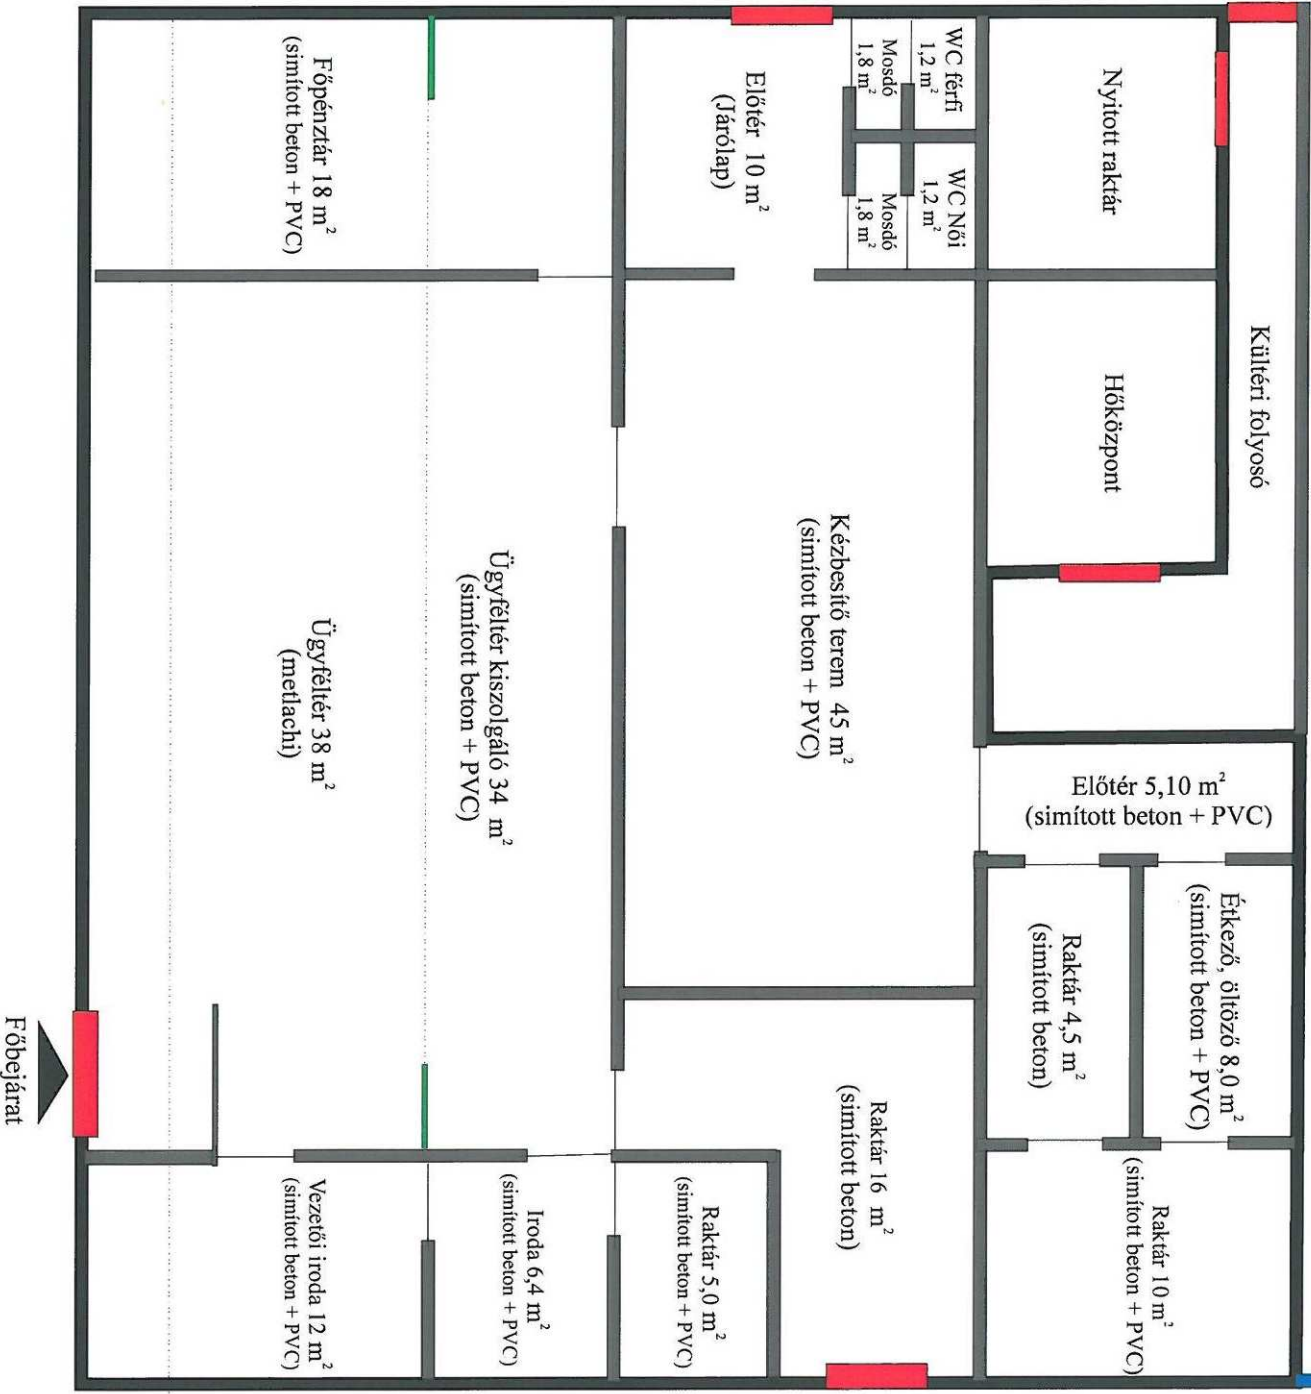 WC férfi
1,2 m²
Mosdó
1,8 m²
WC Női
1,2 m²
Mosdó
1,8 m²
Nyitott raktár
Előtér 10 m²
(Járólap)
Főpénztár 18 m²
(simított beton + PVC)
Kültéri folyosó
Hőközpont
Kézbesítő terem 45 m²
(simított beton + PVC)
Ügyféltér kiszolgáló 34 m²
(simított beton + PVC)
Ügyféltér 38 m²
(metlachi)
Előtér 5,10 m²
(simított beton + PVC)
Étkező, öltöző 8,0 m²
(simított beton + PVC)
Raktár 4,5 m²
(simított beton)
Raktár 10 m²
(simított beton + PVC)
Raktár 16 m²
(simított beton)
Raktár 5,0 m²
(simított beton + PVC)
Iroda 6,4 m²
(simított beton + PVC)
Vezetői iroda 12 m²
(simított beton + PVC)
Főbejárat